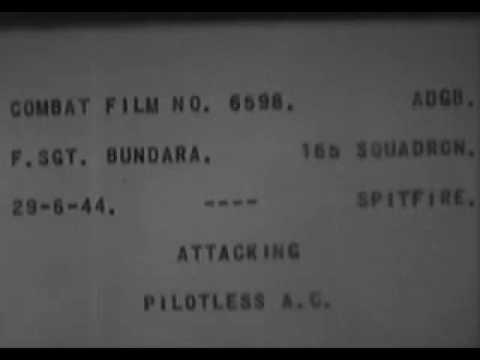 COMBAT FILM NO. 6598. ADGB.
F.SGT. BUNDARA. 165 SQUADRON.
29-6-44. ---- SPITFIRE.
ATTACKING
PILOTLESS A.C.